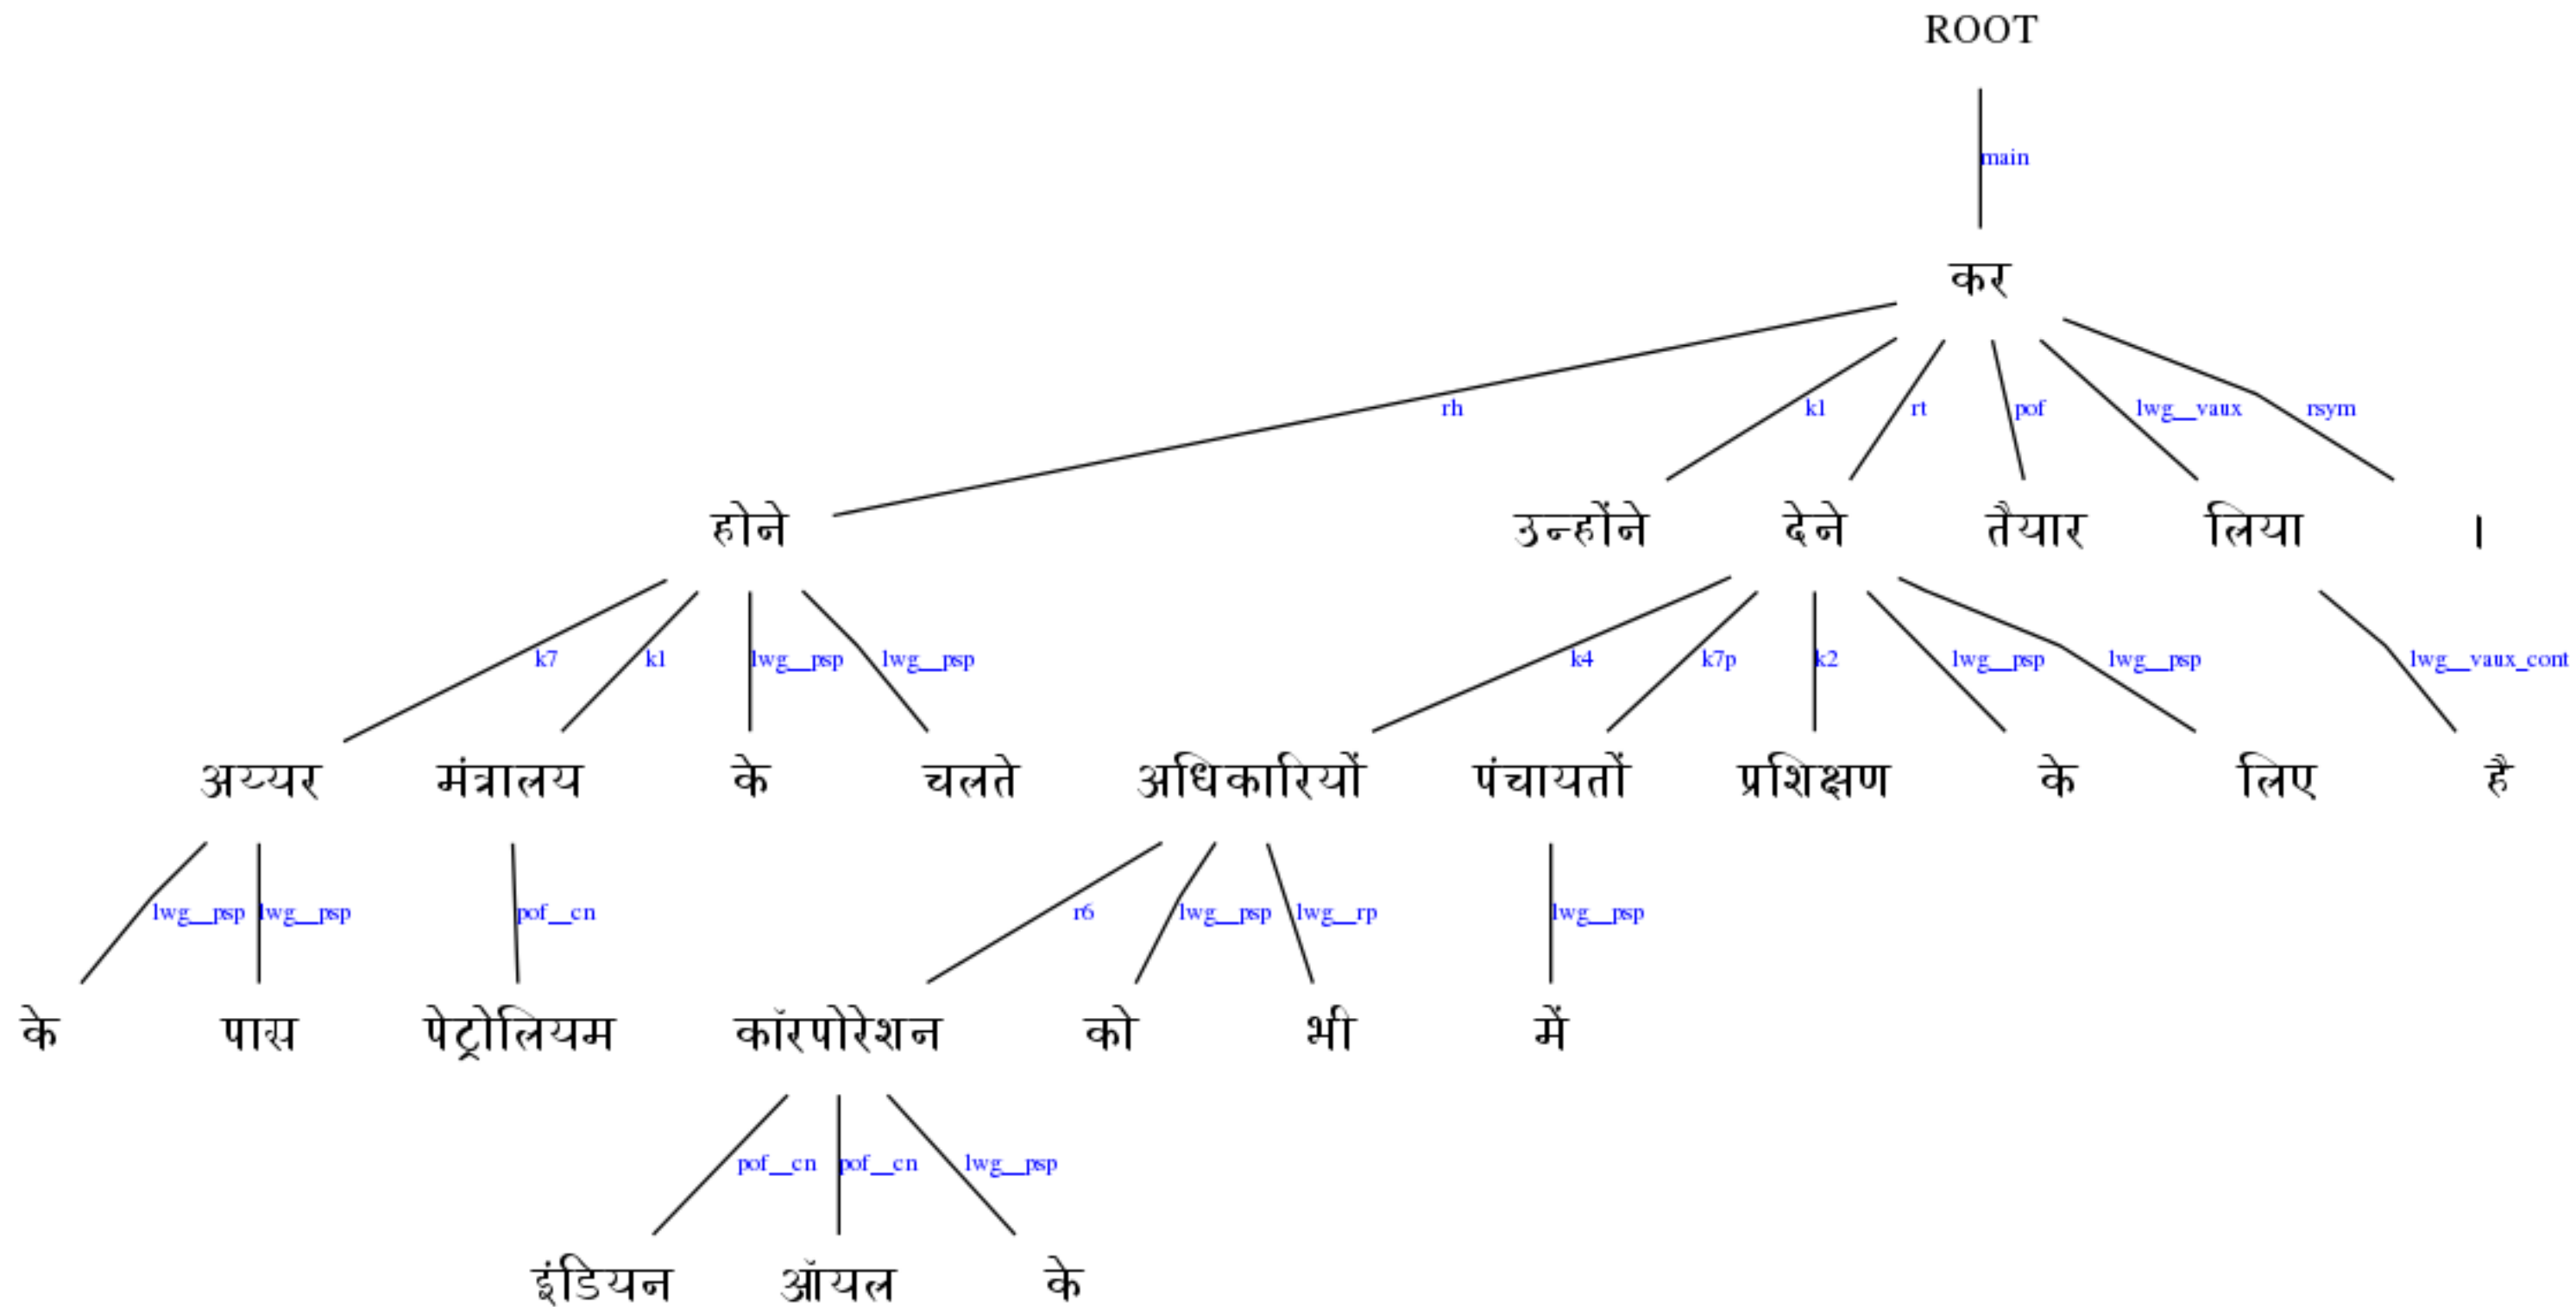 ROOT
main
कर
rh k1 rt pof lwg__vaux rsym
होने उन्होंने देने तैयार लिया ।
k7 k1 lwg__psp lwg__psp k4 k7p k2 lwg__psp lwg__psp lwg__vaux_cont
अय्यर मंत्रालय के चलते अधिकारियों पंचायतों प्रशिक्षण के लिए है
lwg__psp lwg__psp pof__cn r6 lwg__psp lwg__rp lwg__psp
के पास पेट्रोलियम कॉरपोरेशन को भी में
pof__cn pof__cn lwg__psp
इंडियन ऑयल के